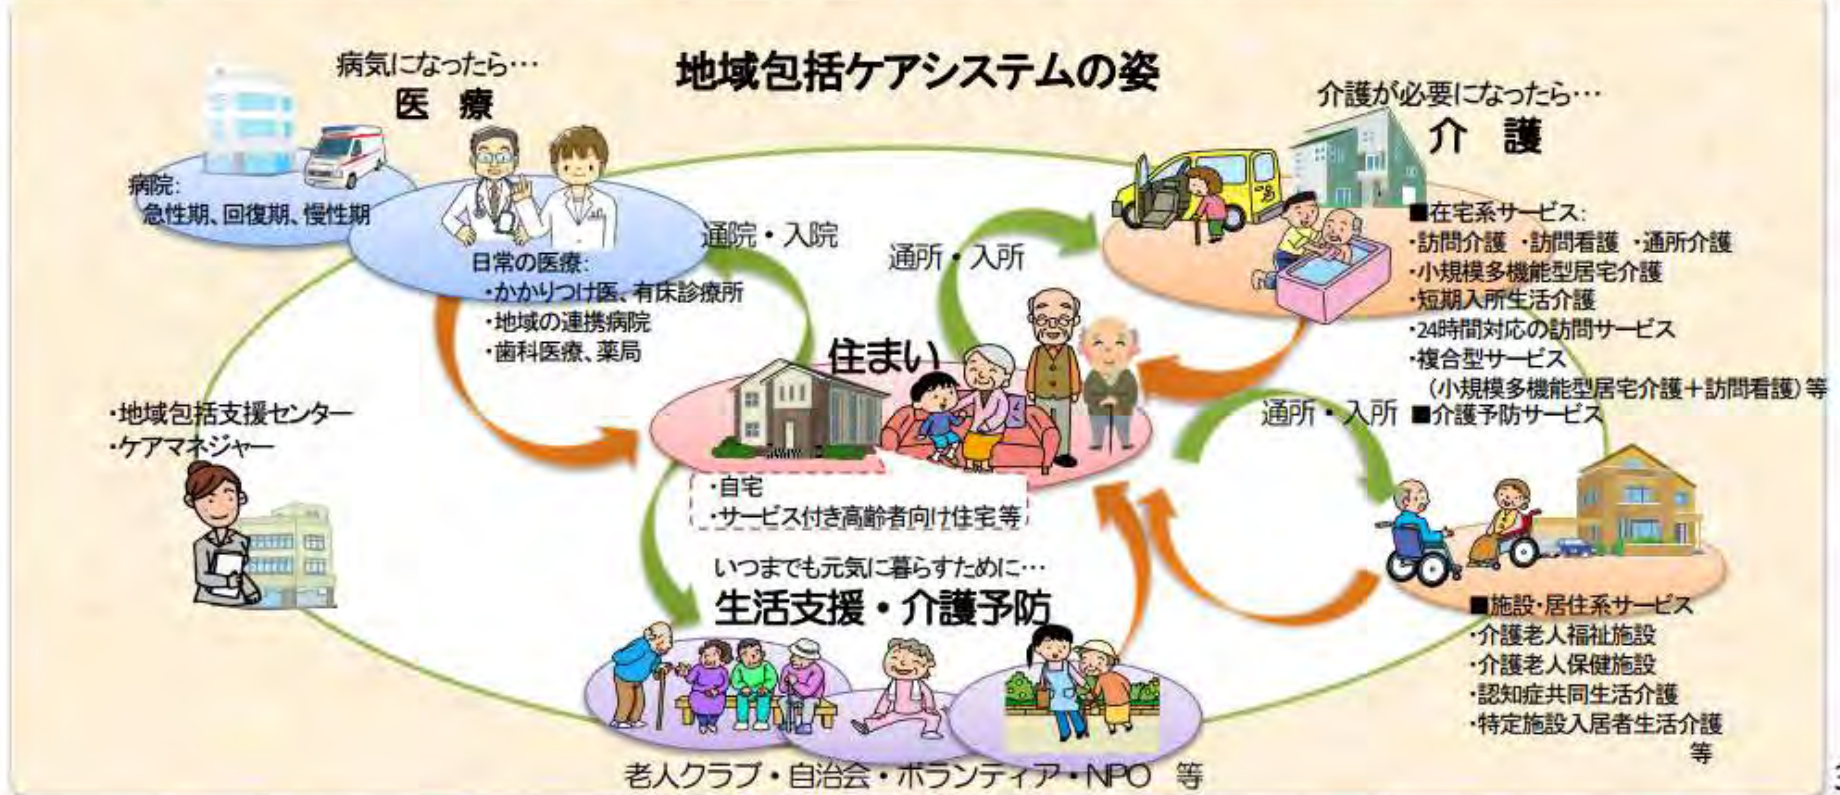 地域包括ケアシステムの姿
病気になったら…
医 療
病院:
急性期、回復期、慢性期
日常の医療:
・かかりつけ医、有床診療所
・地域の連携病院
・歯科医療、薬局
通院・入院
通所・入所
介護が必要になったら…
介 護
■在宅系サービス:
・訪問介護 ・訪問看護 ・通所介護
・小規模多機能型居宅介護
・短期入所生活介護
・24時間対応の訪問サービス
・複合型サービス
(小規模多機能型居宅介護+訪問看護)等
■介護予防サービス
通所・入所
住まい
・自宅
・サービス付き高齢者向け住宅等
・地域包括支援センター
・ケアマネジャー
いつまでも元気に暮らすために…
生活支援・介護予防
老人クラブ・自治会・ボランティア・NPO 等
■施設・居住系サービス
・介護老人福祉施設
・介護老人保健施設
・認知症共同生活介護
・特定施設入居者生活介護
等